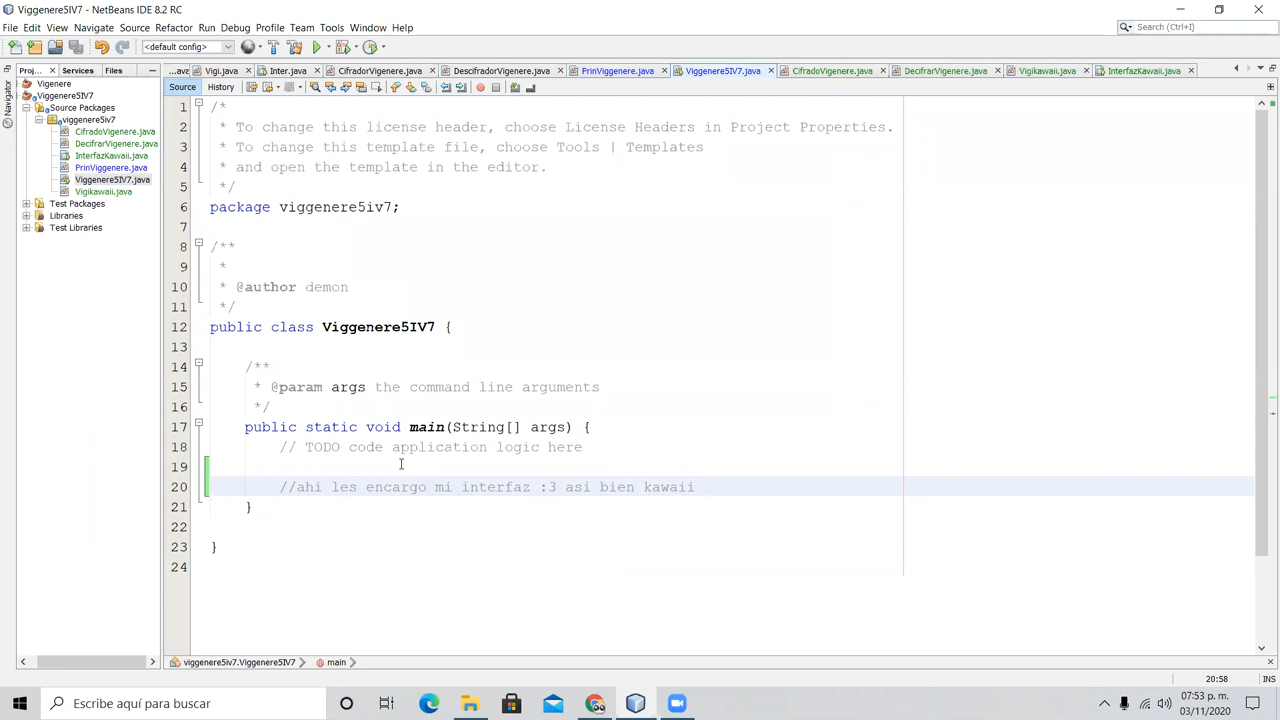 Viggenere5IV7 - NetBeans IDE 8.2 RC
File Edit View Navigate Source Refactor Run Debug Profile Team Tools Window Help
Search (Ctrl+I)
<default config>
Proj... Services Files
...ava Vigi.java Inter.java CifradorVigenere.java DescifradorVigenere.java PrinViggenere.java Viggenere5IV7.java CifradoVigenere.java DecifrarVigenere.java Vigikawaii.java InterfazKawaii.java
Source History
Navigator
Vigenere
Viggenere5IV7
Source Packages
viggenere5iv7
CifradoVigenere.java
DecifrarVigenere.java
InterfazKawaii.java
PrinViggenere.java
Viggenere5IV7.java
Vigikawaii.java
Test Packages
Libraries
Test Libraries
1 /*
2 * To change this license header, choose License Headers in Project Properties.
3 * To change this template file, choose Tools | Templates
4 * and open the template in the editor.
5 */
6 package viggenere5iv7;
7
8 /**
9 *
10 * @author demon
11 */
12 public class Viggenere5IV7 {
13
14 /**
15 * @param args the command line arguments
16 */
17 public static void main(String[] args) {
18 // TODO code application logic here
19
20 //ahi les encargo mi interfaz :3 asi bien kawaii
21 }
22
23 }
24
viggenere5iv7.Viggenere5IV7 main
20:58 INS
Escribe aquí para buscar
07:53 p. m.
03/11/2020